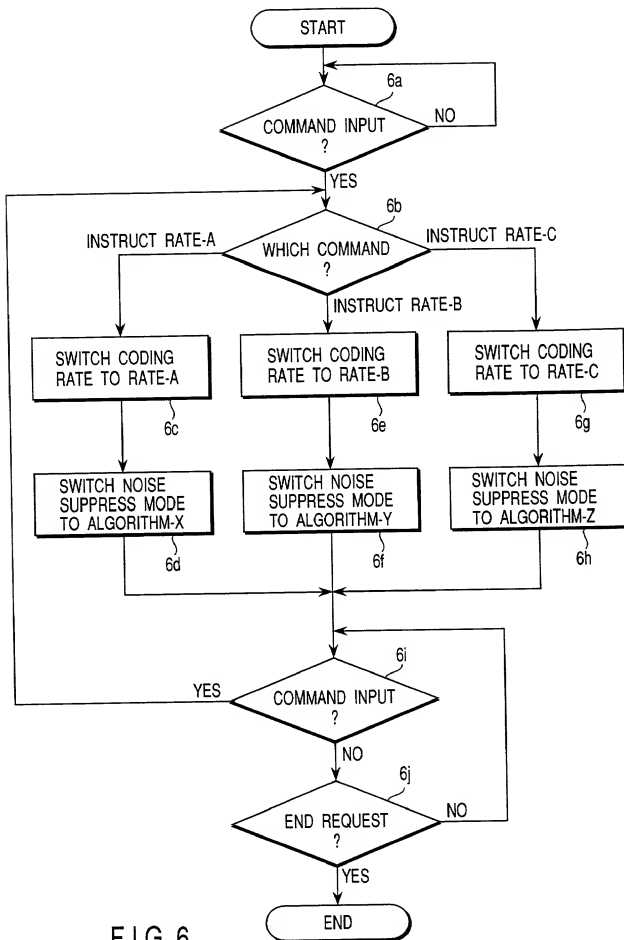 START
6a
COMMAND INPUT
?
NO
YES
6b
INSTRUCT RATE-A
WHICH COMMAND
?
INSTRUCT RATE-C
INSTRUCT RATE-B
SWITCH CODING
RATE TO RATE-A
6c
SWITCH CODING
RATE TO RATE-B
6e
SWITCH CODING
RATE TO RATE-C
6g
SWITCH NOISE
SUPPRESS MODE
TO ALGORITHM-X
6d
SWITCH NOISE
SUPPRESS MODE
TO ALGORITHM-Y
6f
SWITCH NOISE
SUPPRESS MODE
TO ALGORITHM-Z
6h
6i
YES
COMMAND INPUT
?
NO
6j
END REQUEST
?
NO
YES
END
FIG.6